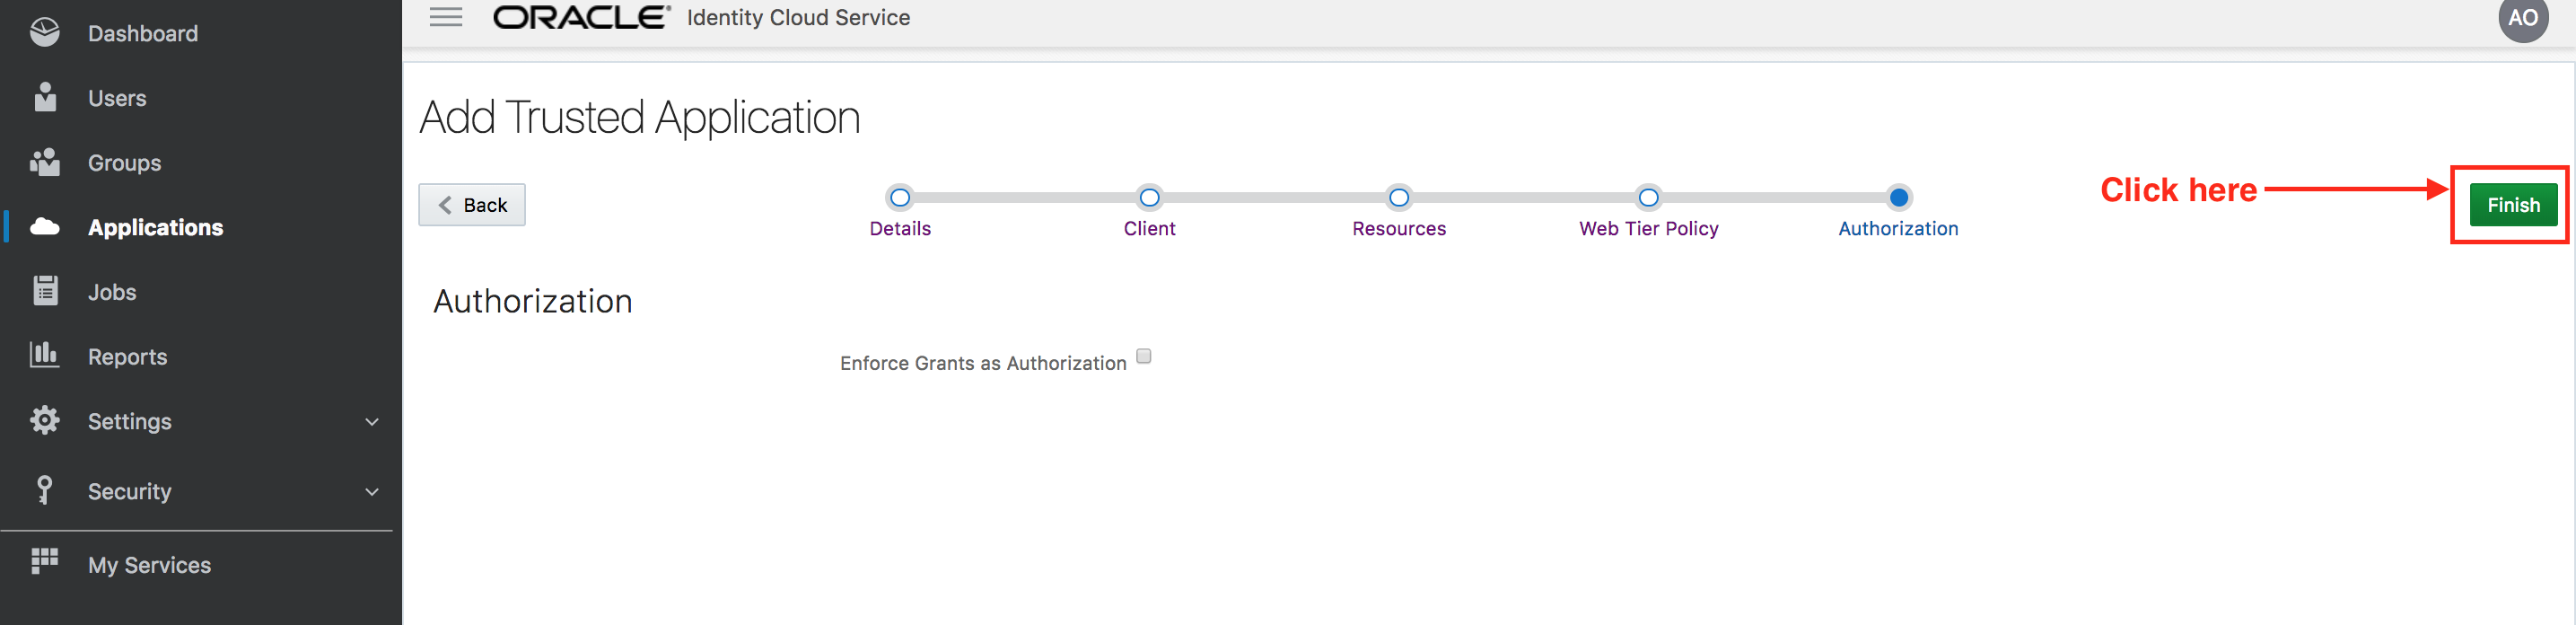 Dashboard
Users
Groups
Applications
Jobs
Reports
Settings
Security
My Services
ORACLE® Identity Cloud Service
AO
Add Trusted Application
Back
Details
Client
Resources
Web Tier Policy
Authorization
Click here
Finish
Authorization
Enforce Grants as Authorization